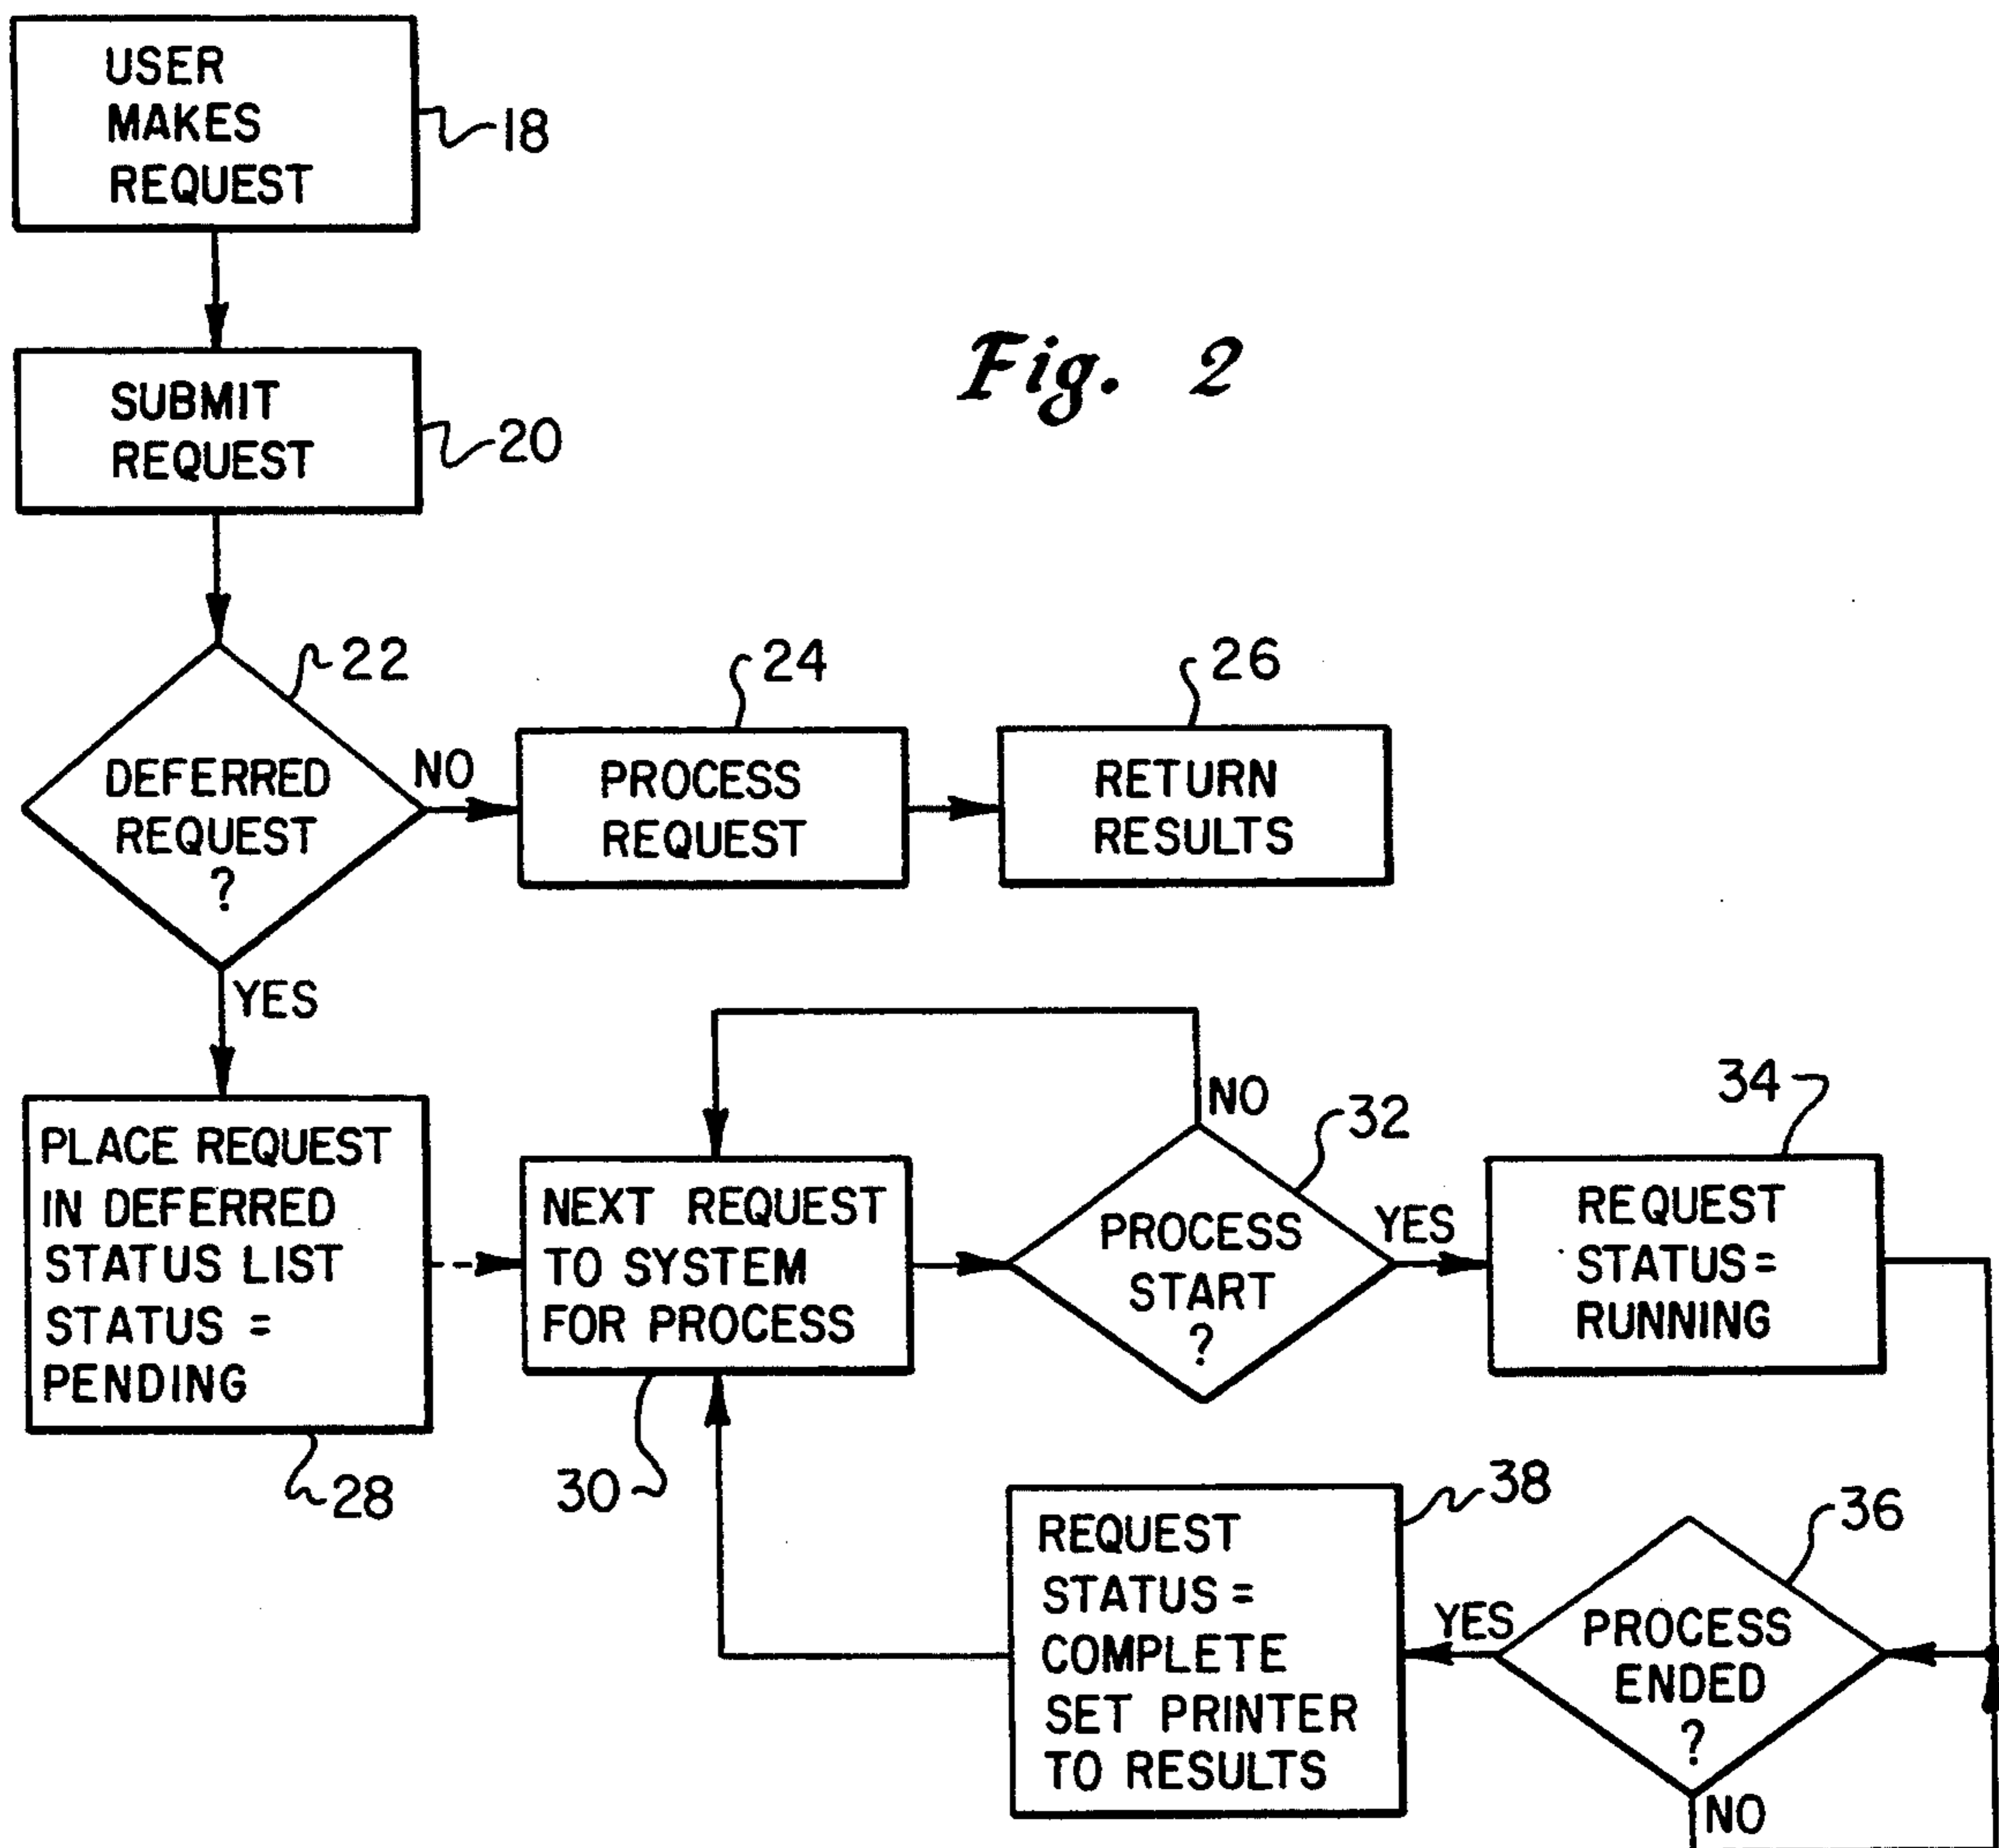 USER
MAKES
REQUEST
18
SUBMIT
REQUEST
20
Fig. 2
22
DEFERRED
REQUEST
?
NO
YES
24
PROCESS
REQUEST
26
RETURN
RESULTS
PLACE REQUEST
IN DEFERRED
STATUS LIST
STATUS =
PENDING
28
NEXT REQUEST
TO SYSTEM
FOR PROCESS
30
NO
32
PROCESS
START
?
YES
34
REQUEST
STATUS =
RUNNING
36
PROCESS
ENDED
?
YES
NO
38
REQUEST
STATUS =
COMPLETE
SET PRINTER
TO RESULTS